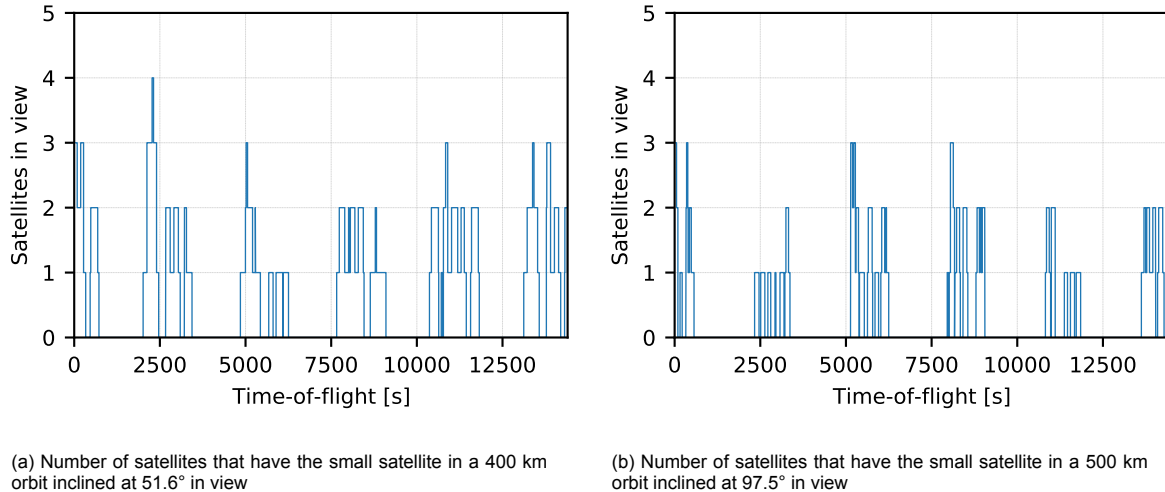 5
4
3
2
1
0
Satellites in view
0 2500 5000 7500 10000 12500
Time-of-flight [s]
5
4
3
2
1
0
Satellites in view
0 2500 5000 7500 10000 12500
Time-of-flight [s]
(a) Number of satellites that have the small satellite in a 400 km
orbit inclined at 51.6° in view
(b) Number of satellites that have the small satellite in a 500 km
orbit inclined at 97.5° in view